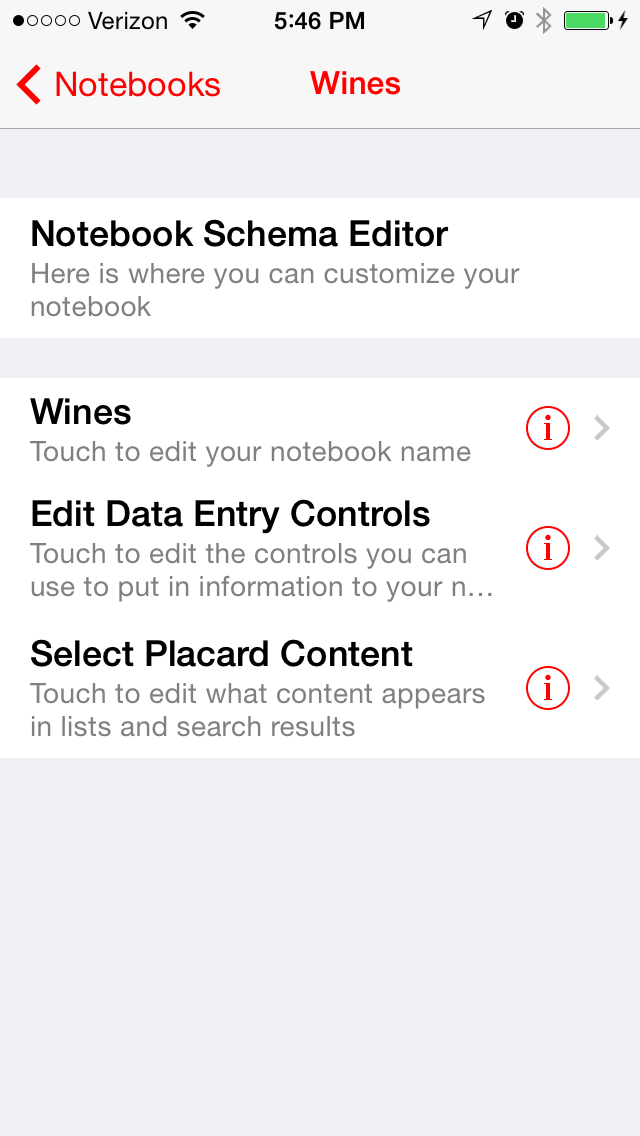 Verizon 5:46 PM
Notebooks Wines
Notebook Schema Editor
Here is where you can customize your
notebook
Wines
Touch to edit your notebook name
Edit Data Entry Controls
Touch to edit the controls you can
use to put in information to your n...
Select Placard Content
Touch to edit what content appears
in lists and search results